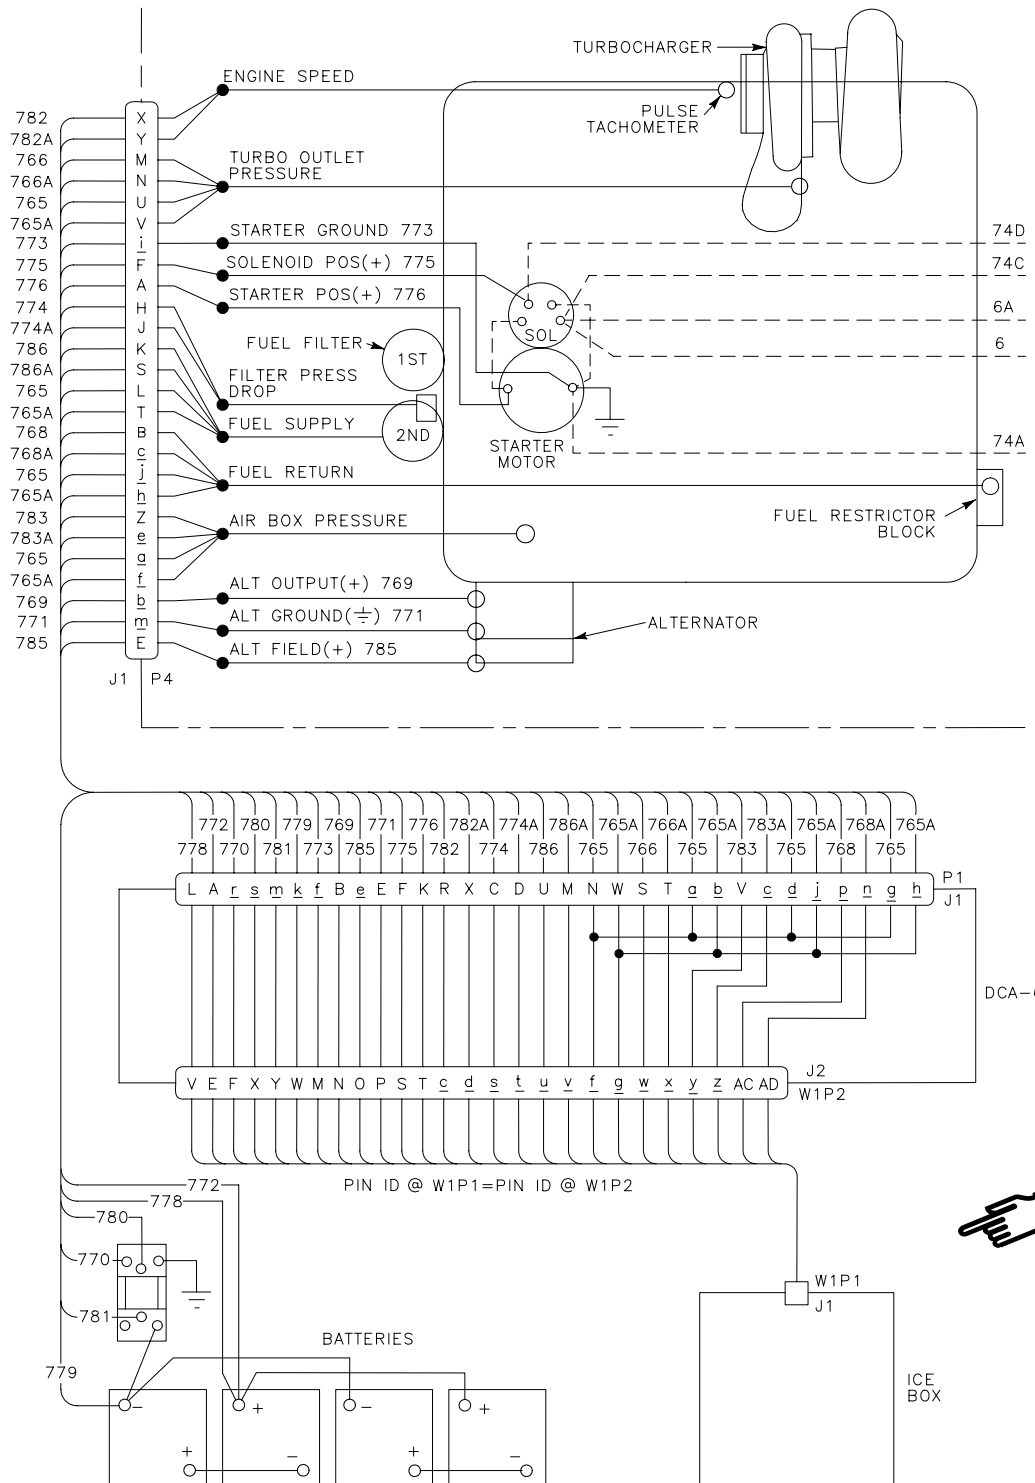 TURBOCHARGER
ENGINE SPEED
PULSE
TACHOMETER
782 X
782A Y
766 M
766A N
765 U
765A V
773 i
775 F
776 A
774 H
774A J
786 K
786A S
765 L
765A T
768 B
768A c
765 j
765A h
783 Z
783A e
765 a
765A f
769 b
771 m
785 E
J1 P4
TURBO OUTLET
PRESSURE
STARTER GROUND 773
SOLENOID POS(+) 775
STARTER POS(+) 776
FUEL FILTER
1ST
FILTER PRESS
DROP
FUEL SUPPLY
2ND
FUEL RETURN
AIR BOX PRESSURE
ALT OUTPUT(+) 769
ALT GROUND(⏚) 771
ALT FIELD(+) 785
SOL
STARTER
MOTOR
74D
74C
6A
6
74A
FUEL RESTRICTOR
BLOCK
ALTERNATOR
772 780 779 769 771 776 782A 774A 786A 765A 766A 765A 783A 765A 768A 765A
778 770 781 773 785 775 782 774 786 765 766 765 783 765 768 765
L A r s m k f B e E F K R X C D U M N W S T a b V c d j p n g h
P1
J1
DCA-
V E F X Y W M N O P S T c d s t u v f g w x y z AC AD
J2
W1P2
PIN ID @ W1P1=PIN ID @ W1P2
772
778
780
770
781
779
BATTERIES
W1P1
J1
ICE
BOX
- + - +
+ - + -